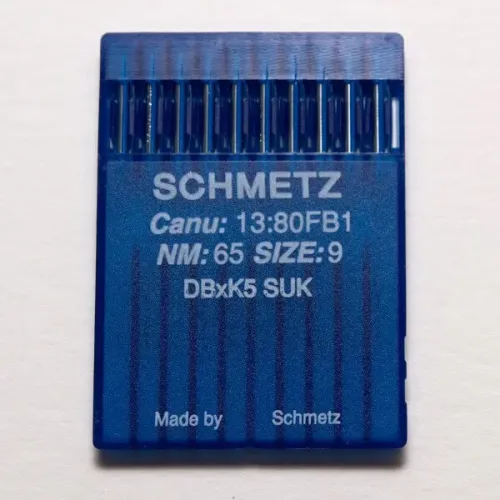 SCHMETZ
Canu: 13:80FB1
NM: 65 SIZE: 9
DBxK5 SUK
Made by Schmetz